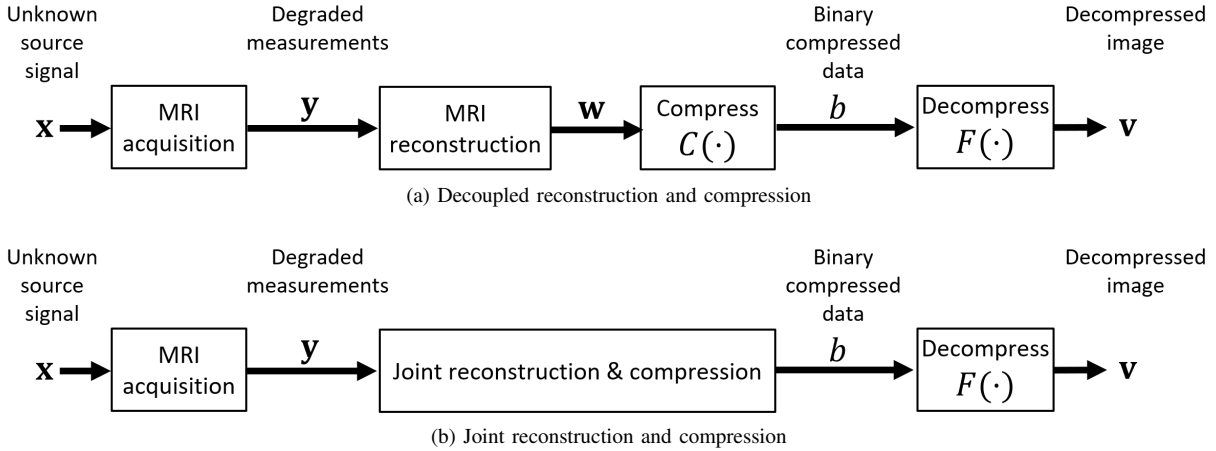 Unknown source signal
Degraded measurements
Binary compressed data
Decompressed image
x
MRI acquisition
y
MRI reconstruction
w
Compress C(·)
b
Decompress F(·)
v
(a) Decoupled reconstruction and compression
Unknown source signal
Degraded measurements
Binary compressed data
Decompressed image
x
MRI acquisition
y
Joint reconstruction & compression
b
Decompress F(·)
v
(b) Joint reconstruction and compression